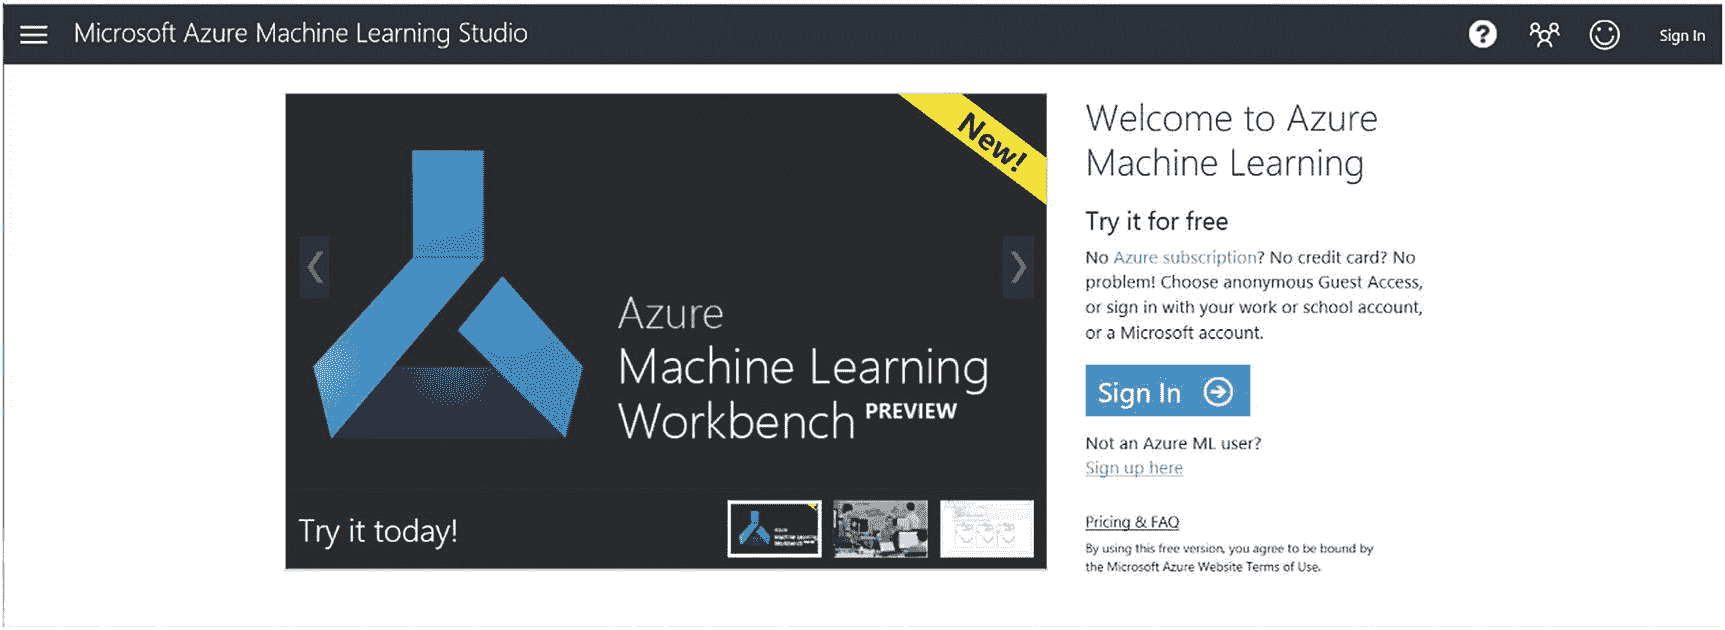 Microsoft Azure Machine Learning Studio
Sign In
New!
Azure
Machine Learning
Workbench PREVIEW
Try it today!
Welcome to Azure
Machine Learning
Try it for free
No Azure subscription? No credit card? No
problem! Choose anonymous Guest Access,
or sign in with your work or school account,
or a Microsoft account.
Sign In
Not an Azure ML user?
Sign up here
Pricing & FAQ
By using this free version, you agree to be bound by
the Microsoft Azure Website Terms of Use.